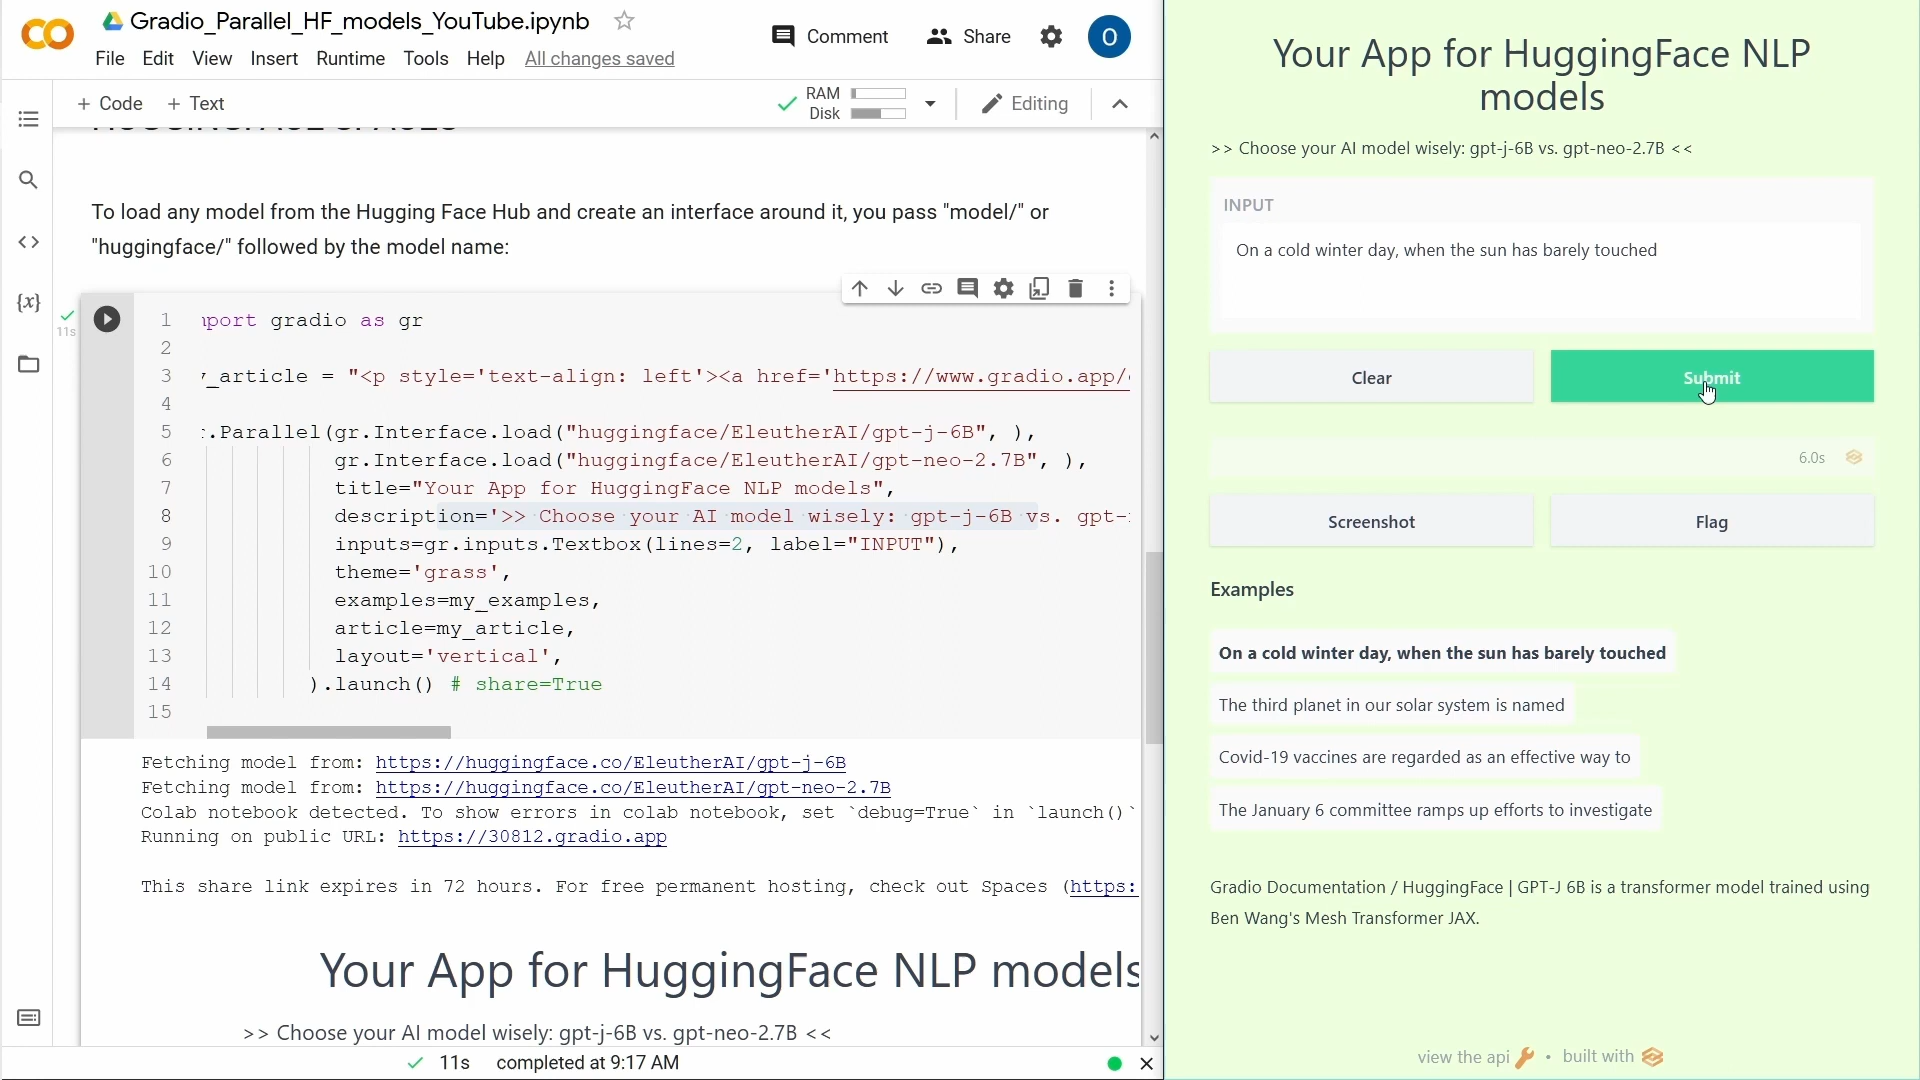 Gradio_Parallel_HF_models_YouTube.ipynb
File Edit View Insert Runtime Tools Help All changes saved
Comment
Share
O
+ Code + Text
RAM
Disk
Editing
To load any model from the Hugging Face Hub and create an interface around it, you pass "model/" or
"huggingface/" followed by the model name:
11s
1 port gradio as gr
2
3 _article = "<p style='text-align: left'><a href='https://www.gradio.app/
4
5 .Parallel(gr.Interface.load("huggingface/EleutherAI/gpt-j-6B", ),
6 gr.Interface.load("huggingface/EleutherAI/gpt-neo-2.7B", ),
7 title="Your App for HuggingFace NLP models",
8 description='>> Choose your AI model wisely: gpt-j-6B vs. gpt-
9 inputs=gr.inputs.Textbox(lines=2, label="INPUT"),
10 theme='grass',
11 examples=my_examples,
12 article=my_article,
13 layout='vertical',
14 ).launch() # share=True
15
Fetching model from: https://huggingface.co/EleutherAI/gpt-j-6B
Fetching model from: https://huggingface.co/EleutherAI/gpt-neo-2.7B
Colab notebook detected. To show errors in colab notebook, set `debug=True` in `launch()`
Running on public URL: https://30812.gradio.app
This share link expires in 72 hours. For free permanent hosting, check out Spaces (https:
Your App for HuggingFace NLP models
>> Choose your AI model wisely: gpt-j-6B vs. gpt-neo-2.7B <<
11s completed at 9:17 AM
Your App for HuggingFace NLP
models
>> Choose your AI model wisely: gpt-j-6B vs. gpt-neo-2.7B <<
INPUT
On a cold winter day, when the sun has barely touched
Clear
Submit
6.0s
Screenshot
Flag
Examples
On a cold winter day, when the sun has barely touched
The third planet in our solar system is named
Covid-19 vaccines are regarded as an effective way to
The January 6 committee ramps up efforts to investigate
Gradio Documentation / HuggingFace | GPT-J 6B is a transformer model trained using
Ben Wang's Mesh Transformer JAX.
view the api • built with